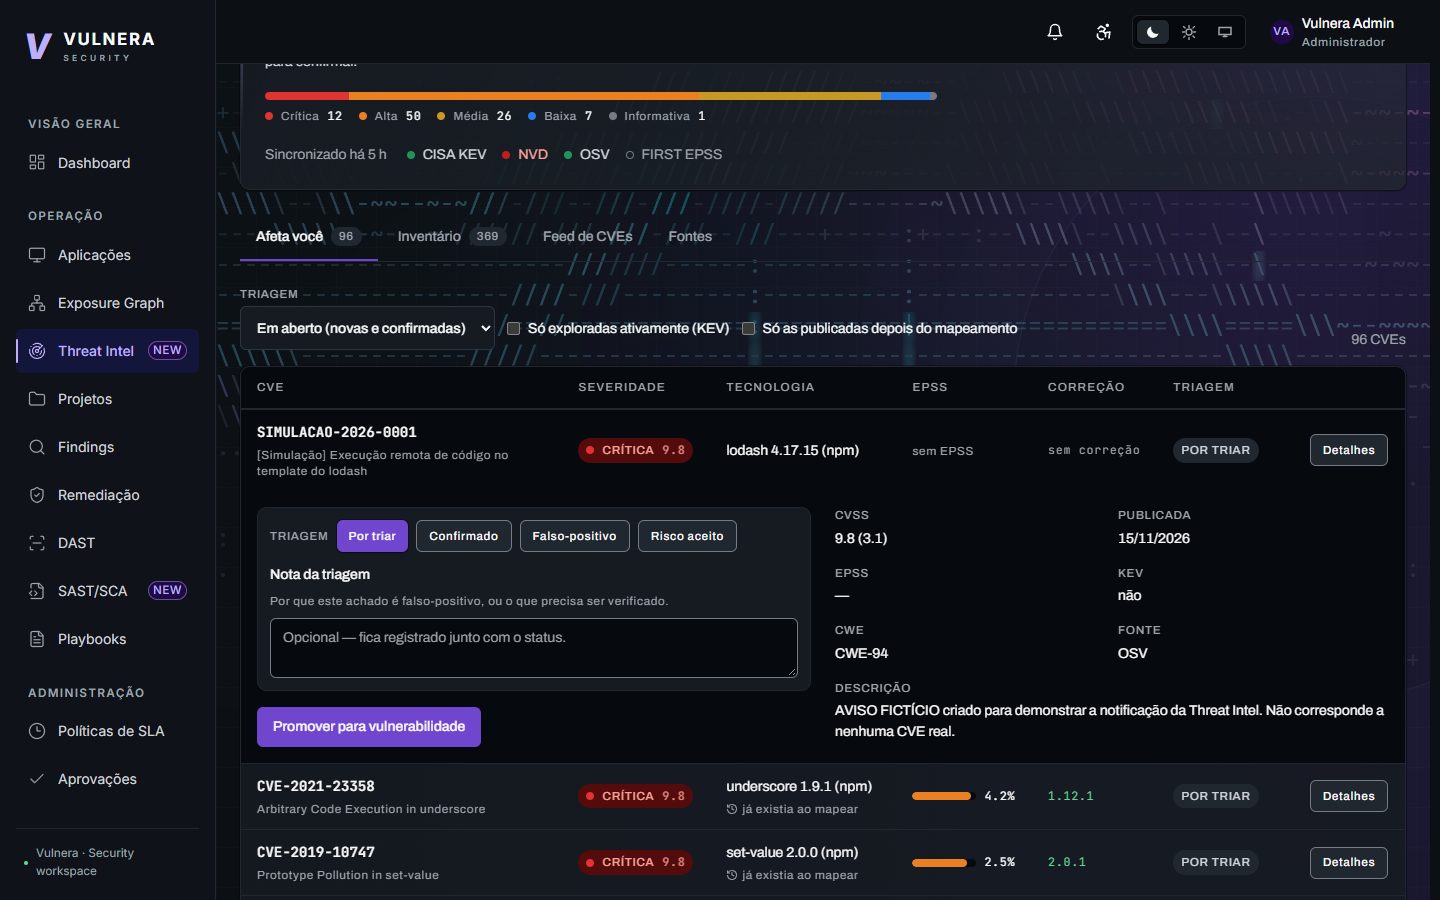 VULNERA
SECURITY
VISÃO GERAL
Dashboard
OPERAÇÃO
Aplicações
Exposure Graph
Threat Intel NEW
Projetos
Findings
Remediação
DAST
SAST/SCA NEW
Playbooks
ADMINISTRAÇÃO
Políticas de SLA
Aprovações
Vulnera · Security
workspace
VA
Vulnera Admin
Administrador
para confirmar.
Crítica 12 Alta 50 Média 26 Baixa 7 Informativa 1
Sincronizado há 5 h CISA KEV NVD OSV FIRST EPSS
Afeta você 96 Inventário 369 Feed de CVEs Fontes
TRIAGEM
Em aberto (novas e confirmadas) Só exploradas ativamente (KEV) Só as publicadas depois do mapeamento
96 CVEs
CVE SEVERIDADE TECNOLOGIA EPSS CORREÇÃO TRIAGEM
SIMULACAO-2026-0001
[Simulação] Execução remota de código no
template do lodash
CRÍTICA 9.8 lodash 4.17.15 (npm) sem EPSS sem correção POR TRIAR Detalhes
TRIAGEM Por triar Confirmado Falso-positivo Risco aceito
Nota da triagem
Por que este achado é falso-positivo, ou o que precisa ser verificado.
Opcional — fica registrado junto com o status.
Promover para vulnerabilidade
CVSS PUBLICADA
9.8 (3.1) 15/11/2026
EPSS KEV
— não
CWE FONTE
CWE-94 OSV
DESCRIÇÃO
AVISO FICTÍCIO criado para demonstrar a notificação da Threat Intel. Não corresponde a
nenhuma CVE real.
CVE-2021-23358
Arbitrary Code Execution in underscore
CRÍTICA 9.8 underscore 1.9.1 (npm)
já existia ao mapear
4.2% 1.12.1 POR TRIAR Detalhes
CVE-2019-10747
Prototype Pollution in set-value
CRÍTICA 9.8 set-value 2.0.0 (npm)
já existia ao mapear
2.5% 2.0.1 POR TRIAR Detalhes